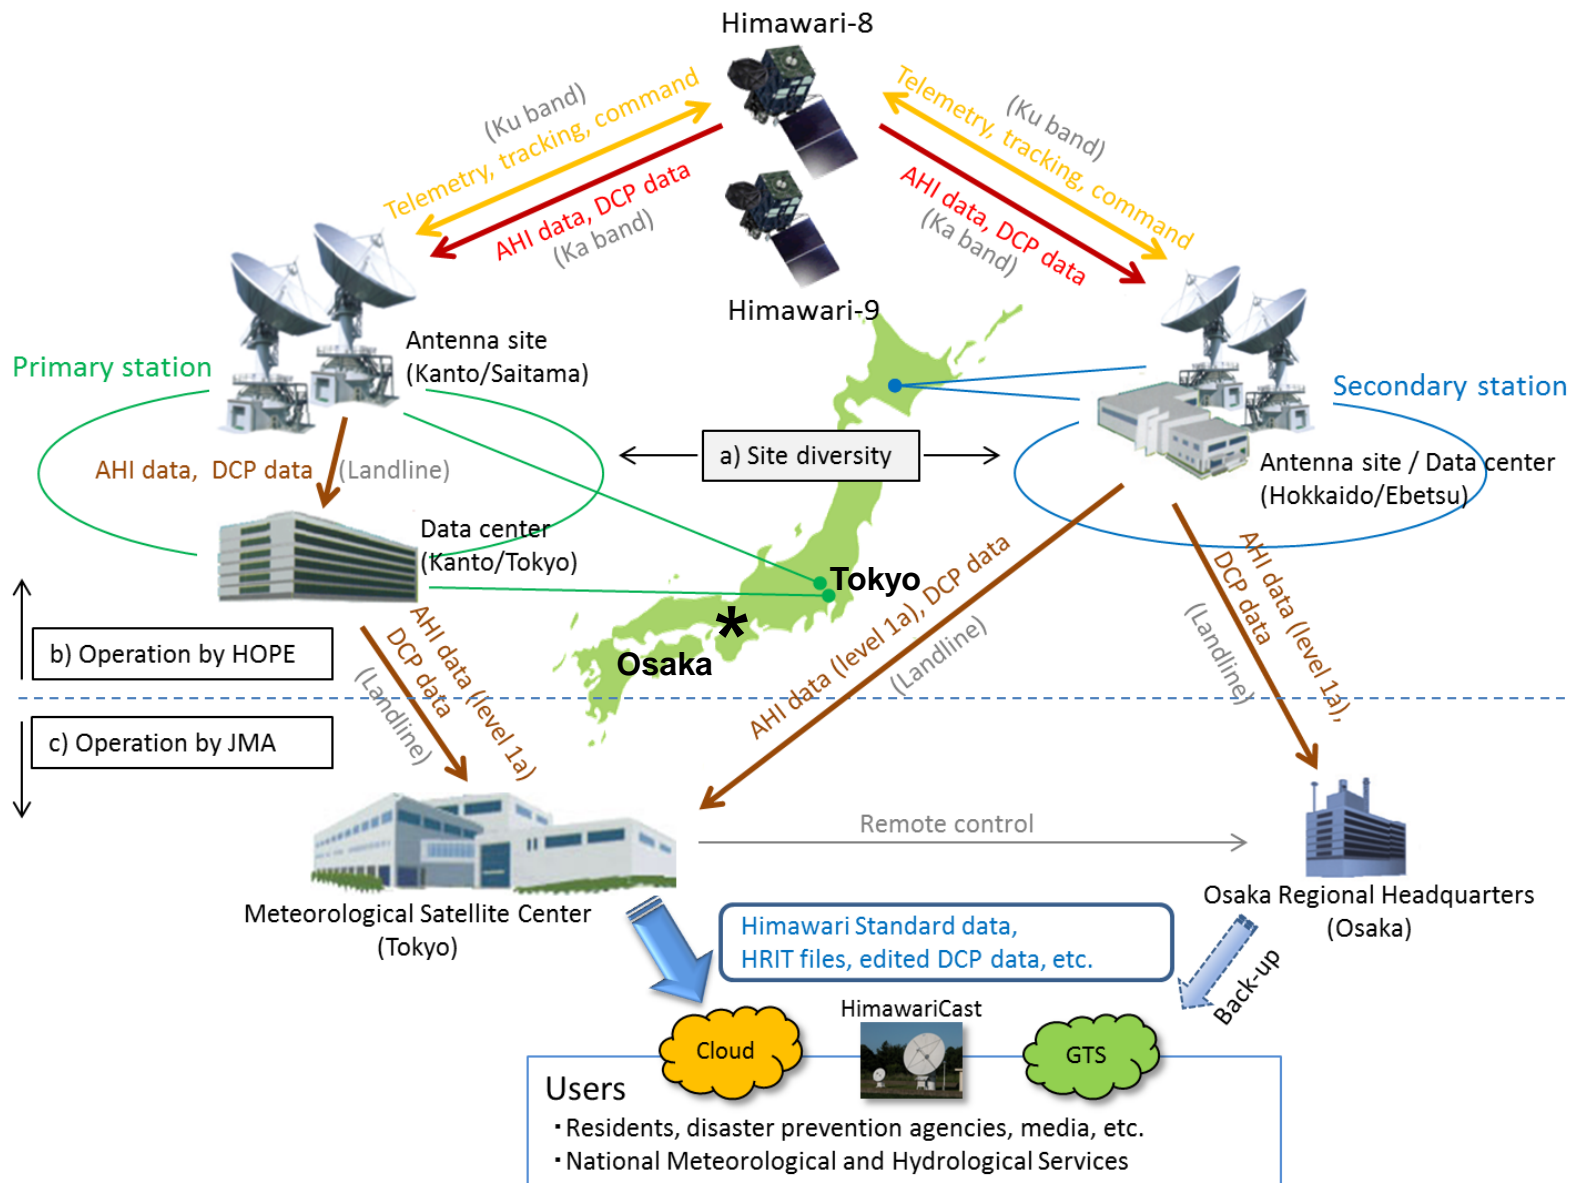 Himawari-8
(Ku band)
Telemetry, tracking, command
AHI data, DCP data
(Ka band)
(Ku band)
Telemetry, tracking, command
AHI data, DCP data
(Ka band)
Himawari-9
Primary station
Antenna site
(Kanto/Saitama)
Secondary station
a) Site diversity
Antenna site / Data center
(Hokkaido/Ebetsu)
AHI data, DCP data
(Landline)
Data center
(Kanto/Tokyo)
Tokyo
*
Osaka
b) Operation by HOPE
c) Operation by JMA
AHI data (level 1a)
DCP data
(Landline)
AHI data (level 1a), DCP data
(Landline)
AHI data (level 1a),
DCP data
(Landline)
Remote control
Meteorological Satellite Center
(Tokyo)
Osaka Regional Headquarters
(Osaka)
Himawari Standard data,
HRIT files, edited DCP data, etc.
Back-up
HimawariCast
Cloud
GTS
Users
・Residents, disaster prevention agencies, media, etc.
・National Meteorological and Hydrological Services